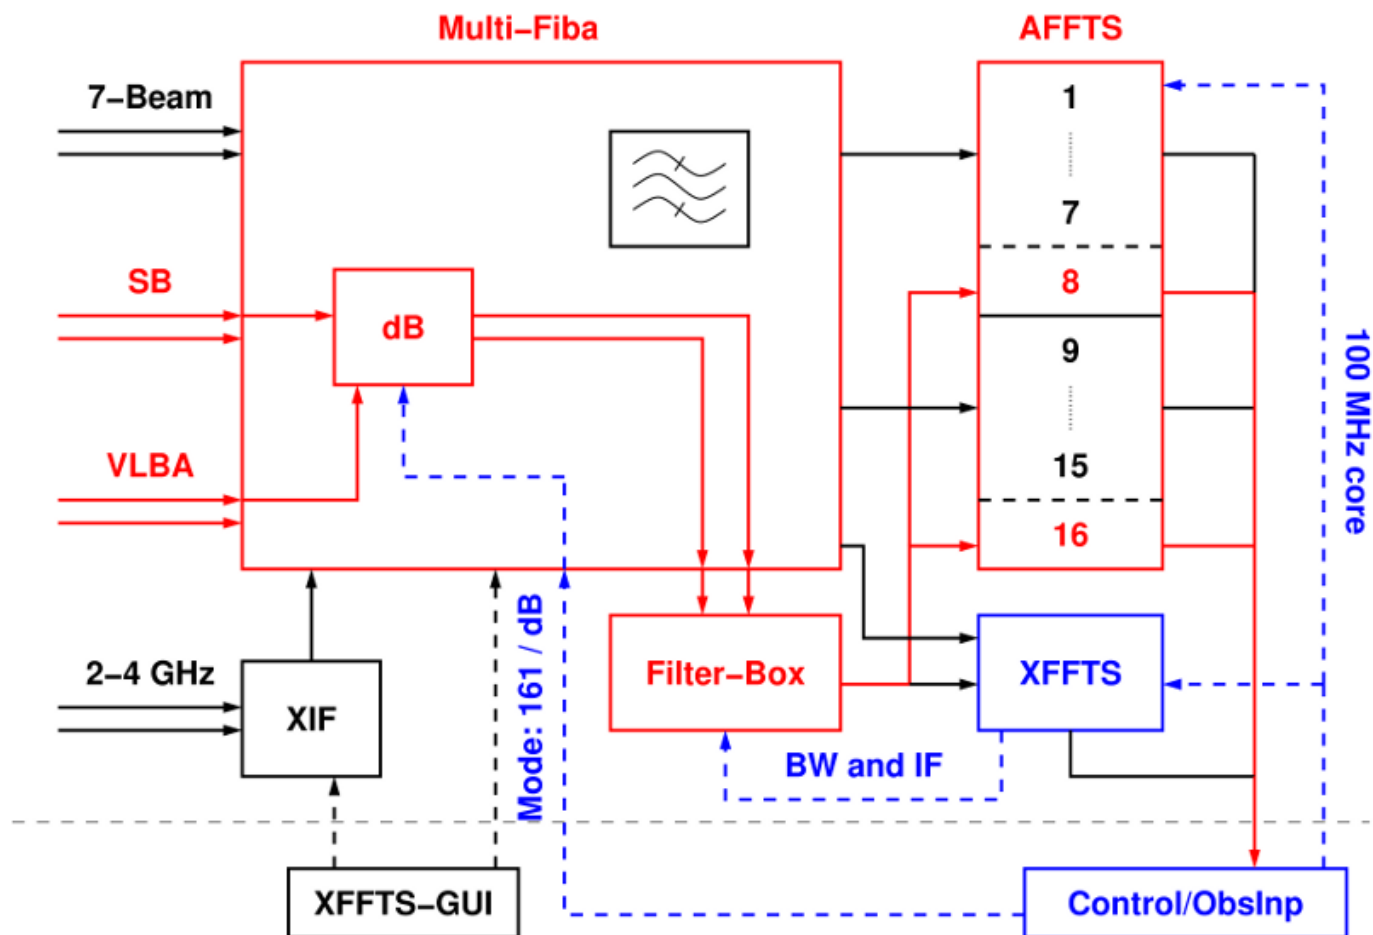 Multi–Fiba
AFFTS
7–Beam
1
7
SB
8
dB
9
VLBA
15
16
100 MHz core
2–4 GHz
XIF
Mode: 161 / dB
Filter–Box
XFFTS
BW and IF
XFFTS–GUI
Control/ObsInp